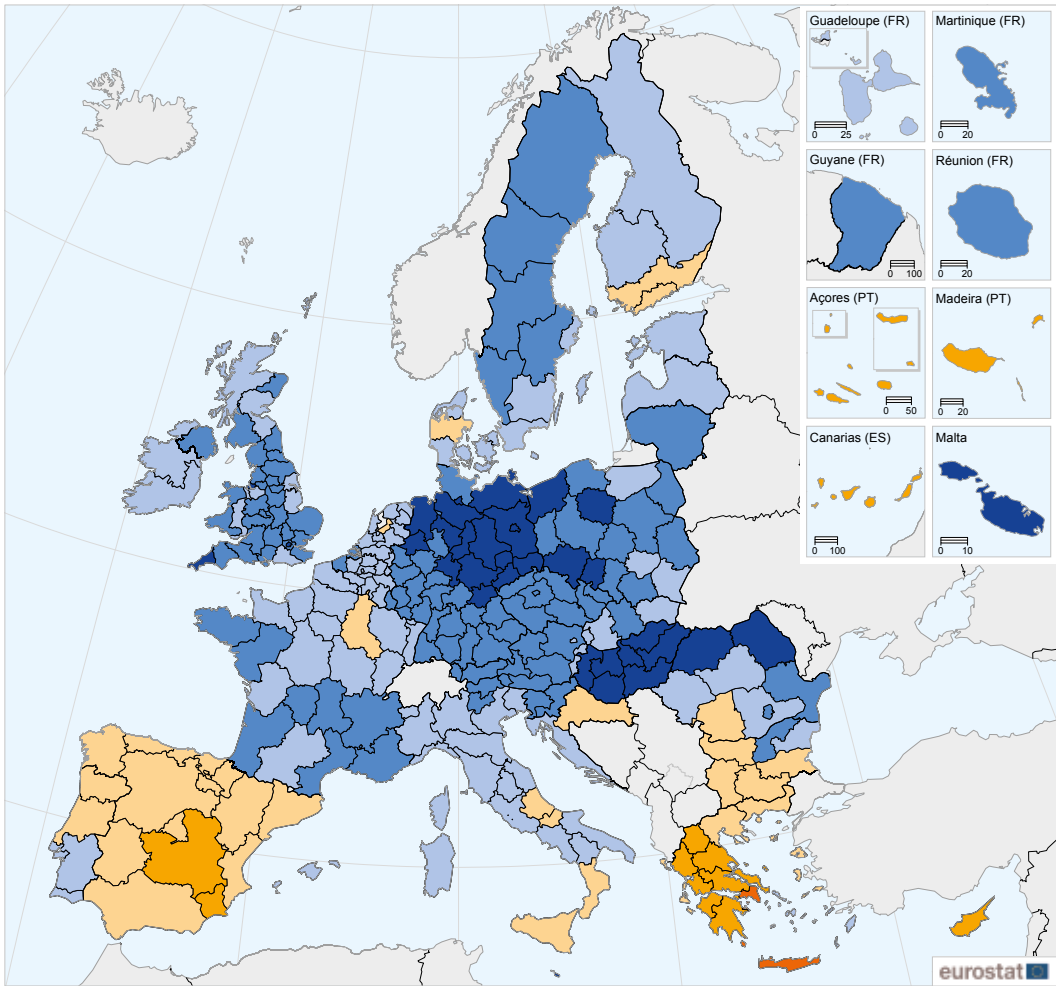 Guadeloupe (FR)
0 25
Martinique (FR)
0 20
Guyane (FR)
0 100
Réunion (FR)
0 20
Açores (PT)
0 50
Madeira (PT)
0 20
Canarias (ES)
0 100
Malta
0 10
eurostat